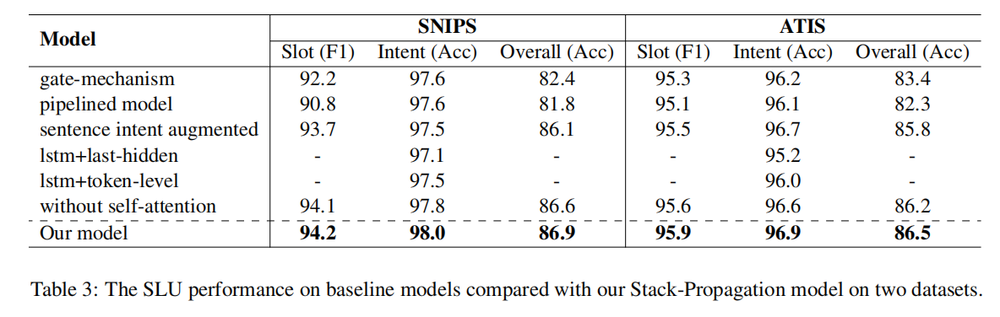 Model SNIPS ATIS
Slot (F1) Intent (Acc) Overall (Acc) Slot (F1) Intent (Acc) Overall (Acc)
gate-mechanism 92.2 97.6 82.4 95.3 96.2 83.4
pipelined model 90.8 97.6 81.8 95.1 96.1 82.3
sentence intent augmented 93.7 97.5 86.1 95.5 96.7 85.8
lstm+last-hidden - 97.1 - - 95.2 -
lstm+token-level - 97.5 - - 96.0 -
without self-attention 94.1 97.8 86.6 95.6 96.6 86.2
Our model 94.2 98.0 86.9 95.9 96.9 86.5
Table 3: The SLU performance on baseline models compared with our Stack-Propagation model on two datasets.